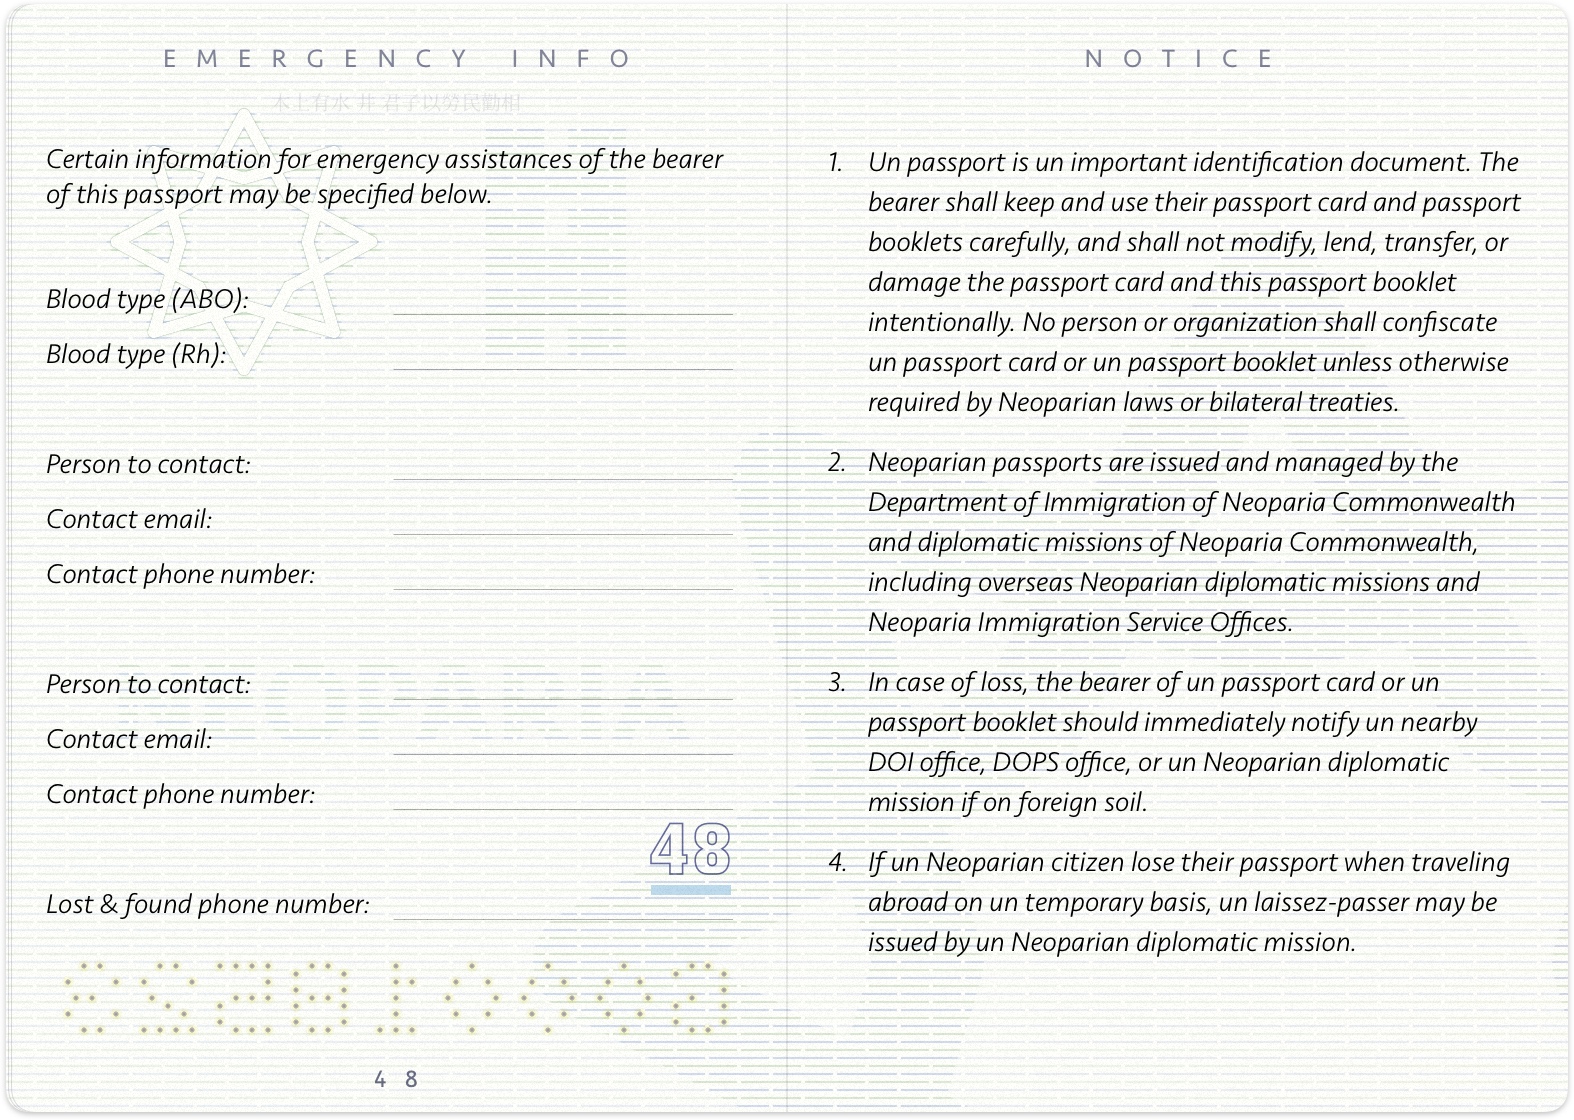 EMERGENCY INFO
木上有水 井 君子以勞民勸相
Certain information for emergency assistances of the bearer
of this passport may be specified below.
Blood type (ABO):
Blood type (Rh):
Person to contact:
Contact email:
Contact phone number:
NEOPARIA
Person to contact:
Contact email:
Contact phone number:
48
Lost & found phone number:
48
NOTICE
1. Un passport is un important identification document. The
bearer shall keep and use their passport card and passport
booklets carefully, and shall not modify, lend, transfer, or
damage the passport card and this passport booklet
intentionally. No person or organization shall confiscate
un passport card or un passport booklet unless otherwise
required by Neoparian laws or bilateral treaties.
2. Neoparian passports are issued and managed by the
Department of Immigration of Neoparia Commonwealth
and diplomatic missions of Neoparia Commonwealth,
including overseas Neoparian diplomatic missions and
Neoparia Immigration Service Offices.
3. In case of loss, the bearer of un passport card or un
passport booklet should immediately notify un nearby
DOI office, DOPS office, or un Neoparian diplomatic
mission if on foreign soil.
4. If un Neoparian citizen lose their passport when traveling
abroad on un temporary basis, un laissez-passer may be
issued by un Neoparian diplomatic mission.